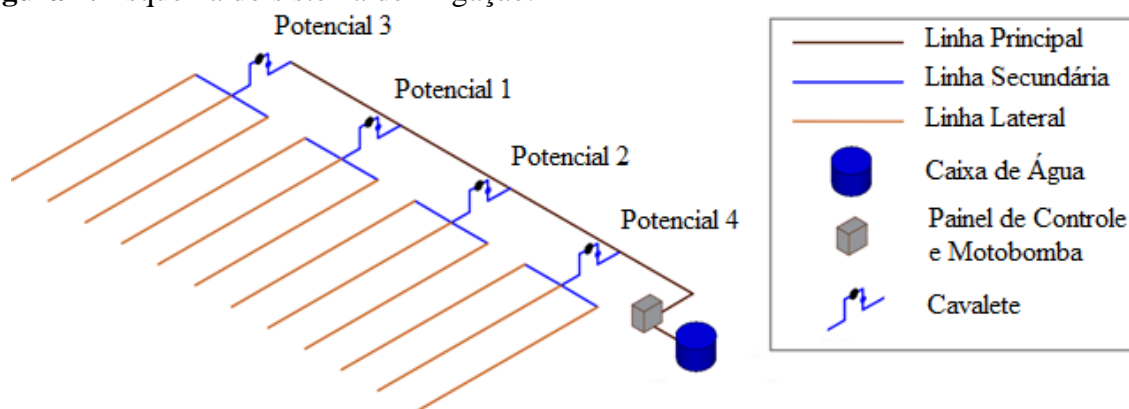 Potencial 3
Potencial 1
Potencial 2
Potencial 4
Linha Principal
Linha Secundária
Linha Lateral
Caixa de Água
Painel de Controle
e Motobomba
Cavalete